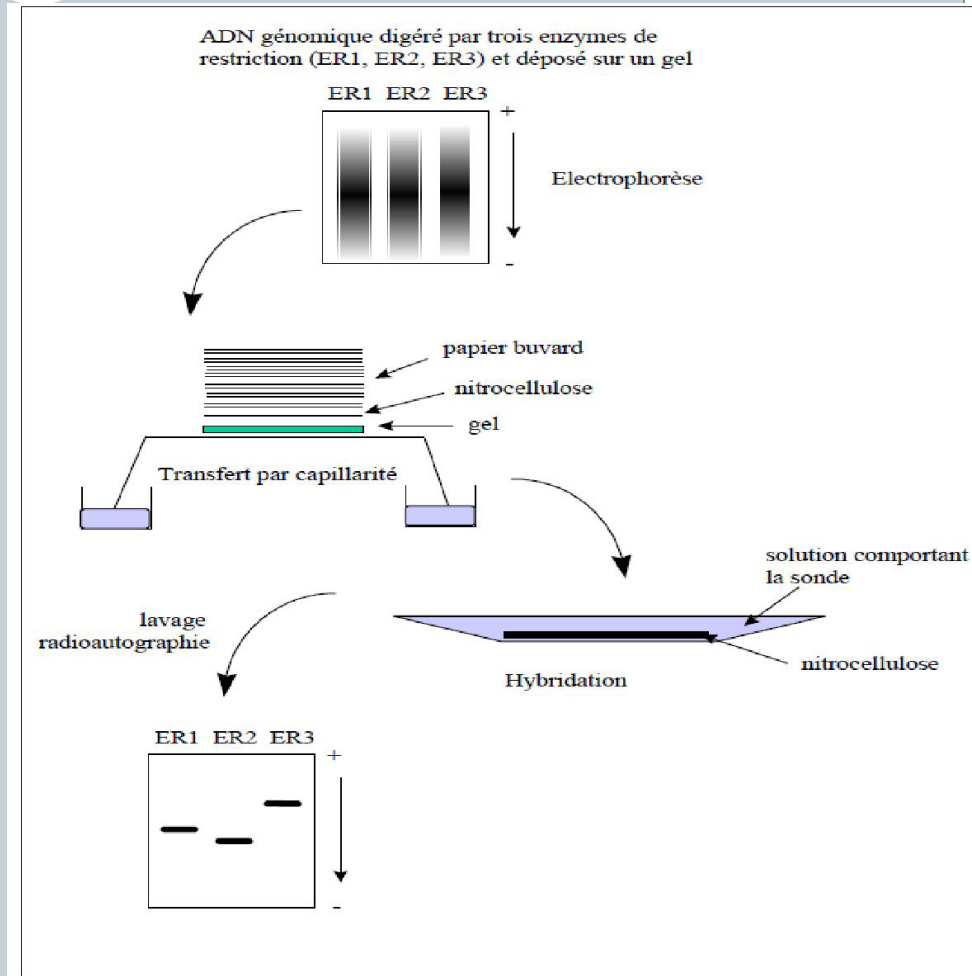 ADN génomique digéré par trois enzymes de
restriction (ER1, ER2, ER3) et déposé sur un gel
ER1 ER2 ER3
+
Electrophorèse
-
papier buvard
nitrocellulose
gel
Transfert par capillarité
solution comportant
la sonde
lavage
radioautographie
nitrocellulose
Hybridation
ER1 ER2 ER3
+
-